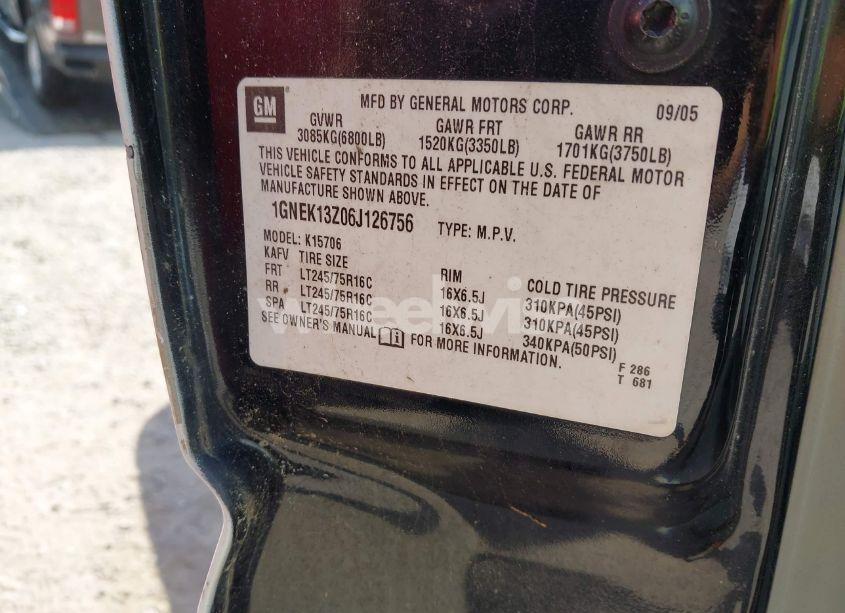 GM
MFD BY GENERAL MOTORS CORP. 09/05
GVWR GAWR FRT GAWR RR
3085KG(6800LB) 1520KG(3350LB) 1701KG(3750LB)
THIS VEHICLE CONFORMS TO ALL APPLICABLE U.S. FEDERAL MOTOR
VEHICLE SAFETY STANDARDS IN EFFECT ON THE DATE OF
MANUFACTURE SHOWN ABOVE.
1GNEK13Z06J126756 TYPE: M.P.V.
MODEL: K15706
KAFV TIRE SIZE RIM COLD TIRE PRESSURE
FRT LT245/75R16C 16X6.5J 310KPA(45PSI)
RR LT245/75R16C 16X6.5J 310KPA(45PSI)
SPA LT245/75R16C 16X6.5J 340KPA(50PSI)
SEE OWNER'S MANUAL FOR MORE INFORMATION.
F 286
T 681